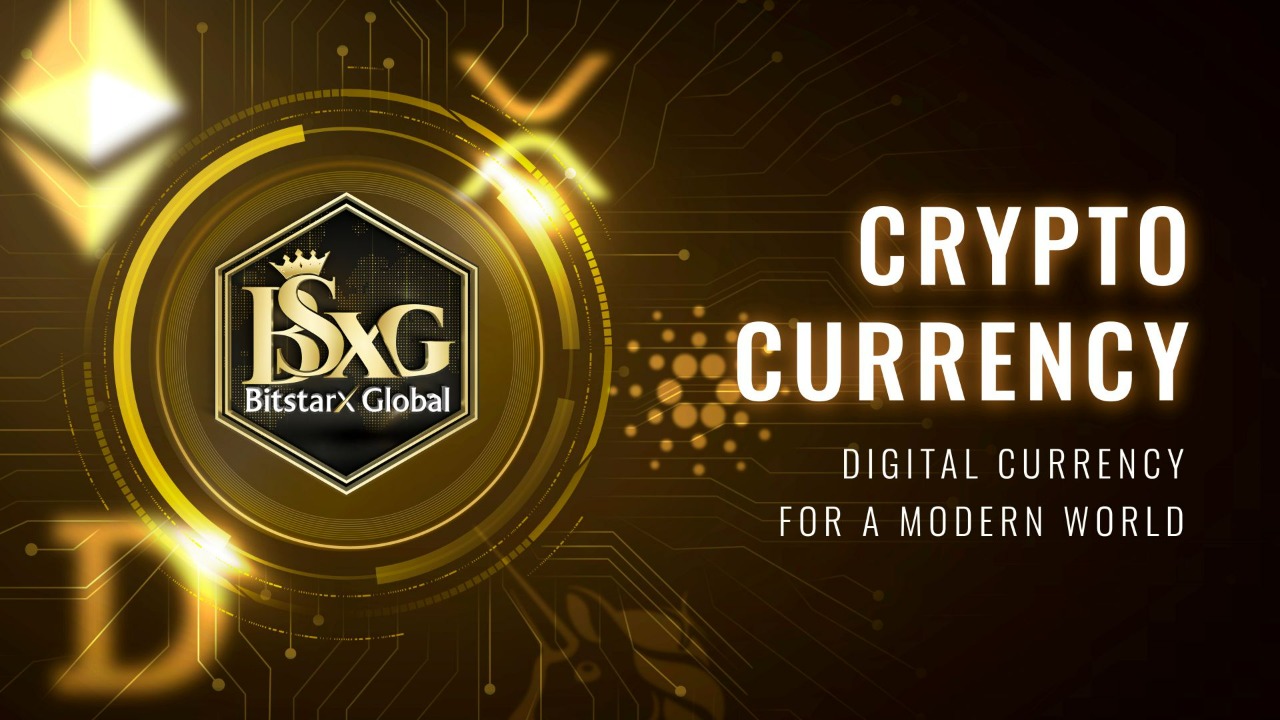 BSXG
BitstarX Global
CRYPTO
CURRENCY
DIGITAL CURRENCY
FOR A MODERN WORLD